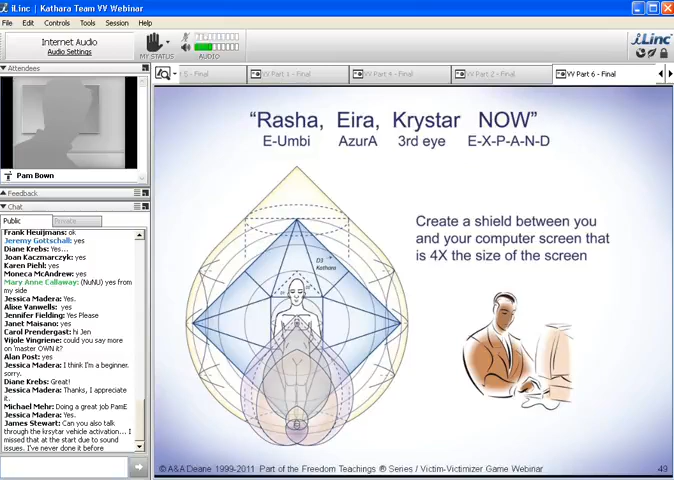 iLinc | Kathara Team VV Webinar
File Edit Controls Tools Session Help
Internet Audio
Audio Settings
MY STATUS
AUDIO
iLinc
Attendees
Pam Bown
Feedback
Chat
Public
Private
Frank Heuijmans: ok
Jeremy Gottschall: yes
Diane Krebs: Yes...
Joan Kaczmarczyk: yes
Karen Piehl: yes
Moneca McAndrew: yes
Mary Anne Callaway: (NuNU) yes from
my side
Jessica Madera: Yes.
Alixe Vanwells: yes
Jennifer Fielding: Yes Please
Janet Maisano: yes
Carol Prendergast: hi Jen
Vijole Vingriene: could you say more
on 'master OWN it?
Alan Post: yes
Jessica Madera: I think I'm a beginner.
sorry.
Diane Krebs: Great!
Jessica Madera: Thanks, I appreciate
it.
Michael Mehr: Doing a great job PamE
Jessica Madera: Yes.
James Stewart: Can you also talk
through the krsytar vehicle activation... I
missed that at the start due to sound
issues. I've never done it before
- Final
VV Part 1 - Final
VV Part 4 - Final
VV Part 2 - Final
VV Part 6 - Final
“Rasha, Eira, Krystar NOW”
E-Umbi AzurA 3rd eye E-X-P-A-N-D
D3
Kathara
Create a shield between you
and your computer screen that
is 4X the size of the screen
© A&A Deane 1999-2011 Part of the Freedom Teachings ® Series / Victim-Victimizer Game Webinar
49